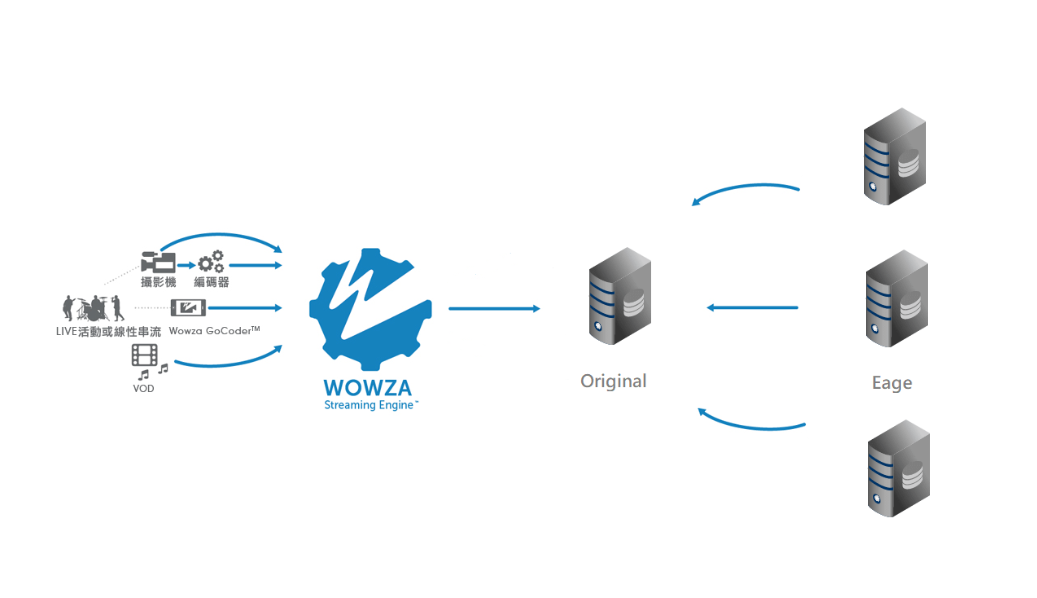 攝影機
編碼器
LIVE活動或線性串流
Wowza GoCoder™
VOD
WOWZA
Streaming Engine™
Original
Eage